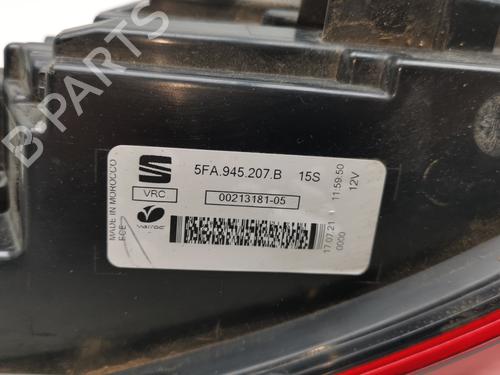 5FA.945.207.B 15S
VRC
00213181-05
varroc
MADE IN MOROCCO
11:59:50
12V
17.07.21
0000
B-PARTS